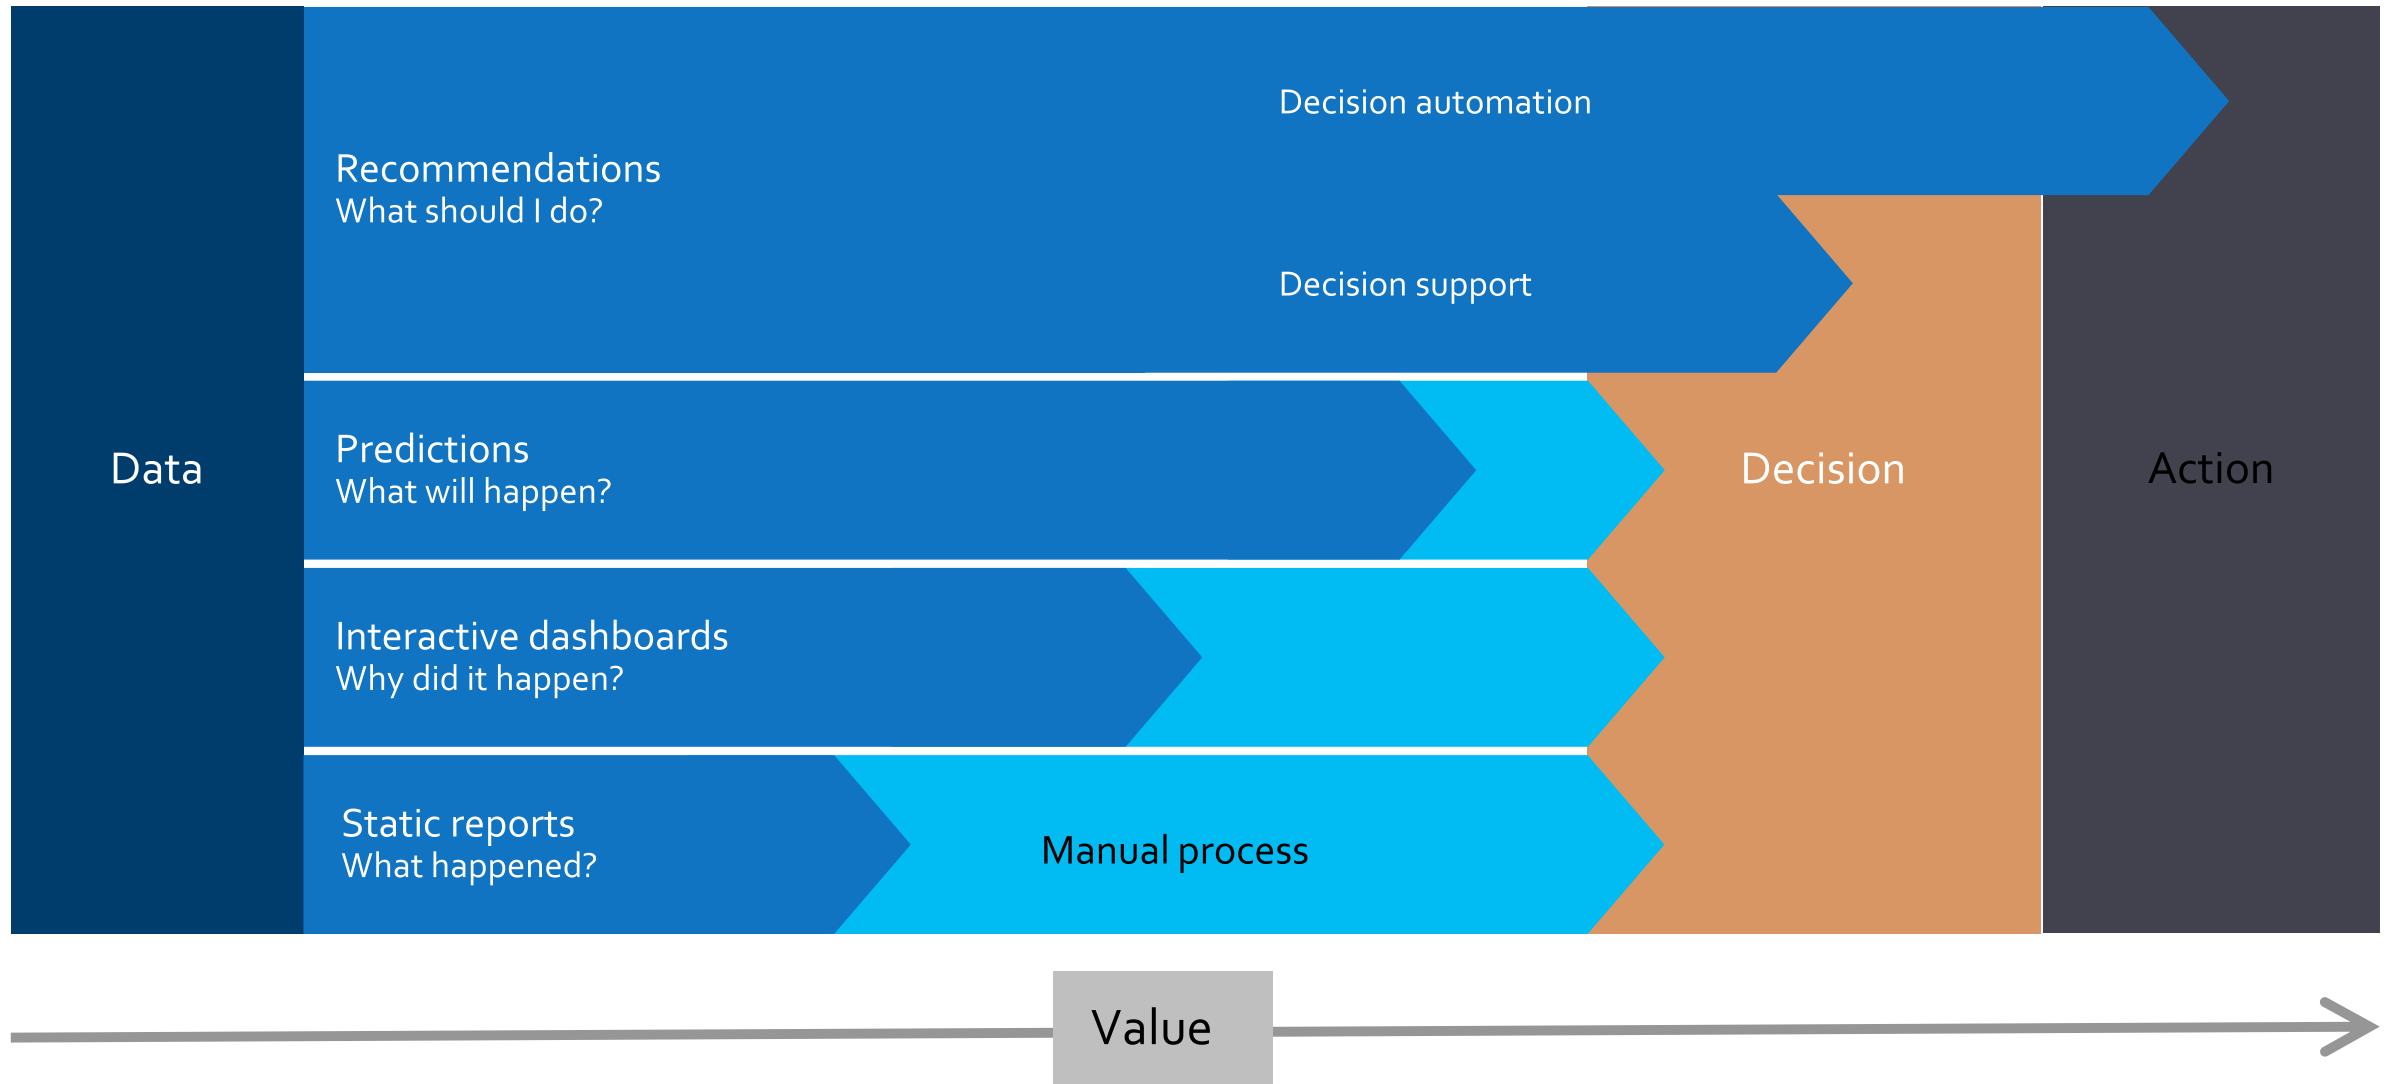 Decision automation
Recommendations
What should I do?
Decision support
Predictions
What will happen?
Data
Decision
Action
Interactive dashboards
Why did it happen?
Static reports
What happened?
Manual process
Value